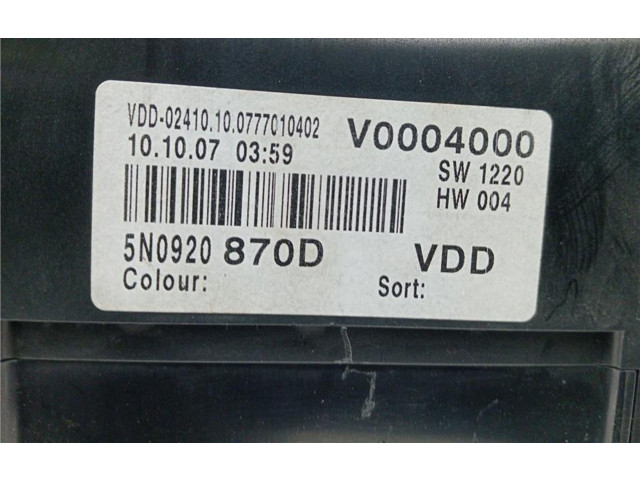 VDD-02410.10.0777010402 V0004000
10.10.07 03:59 SW 1220
HW 004
5N0920 870D VDD
Colour: Sort: